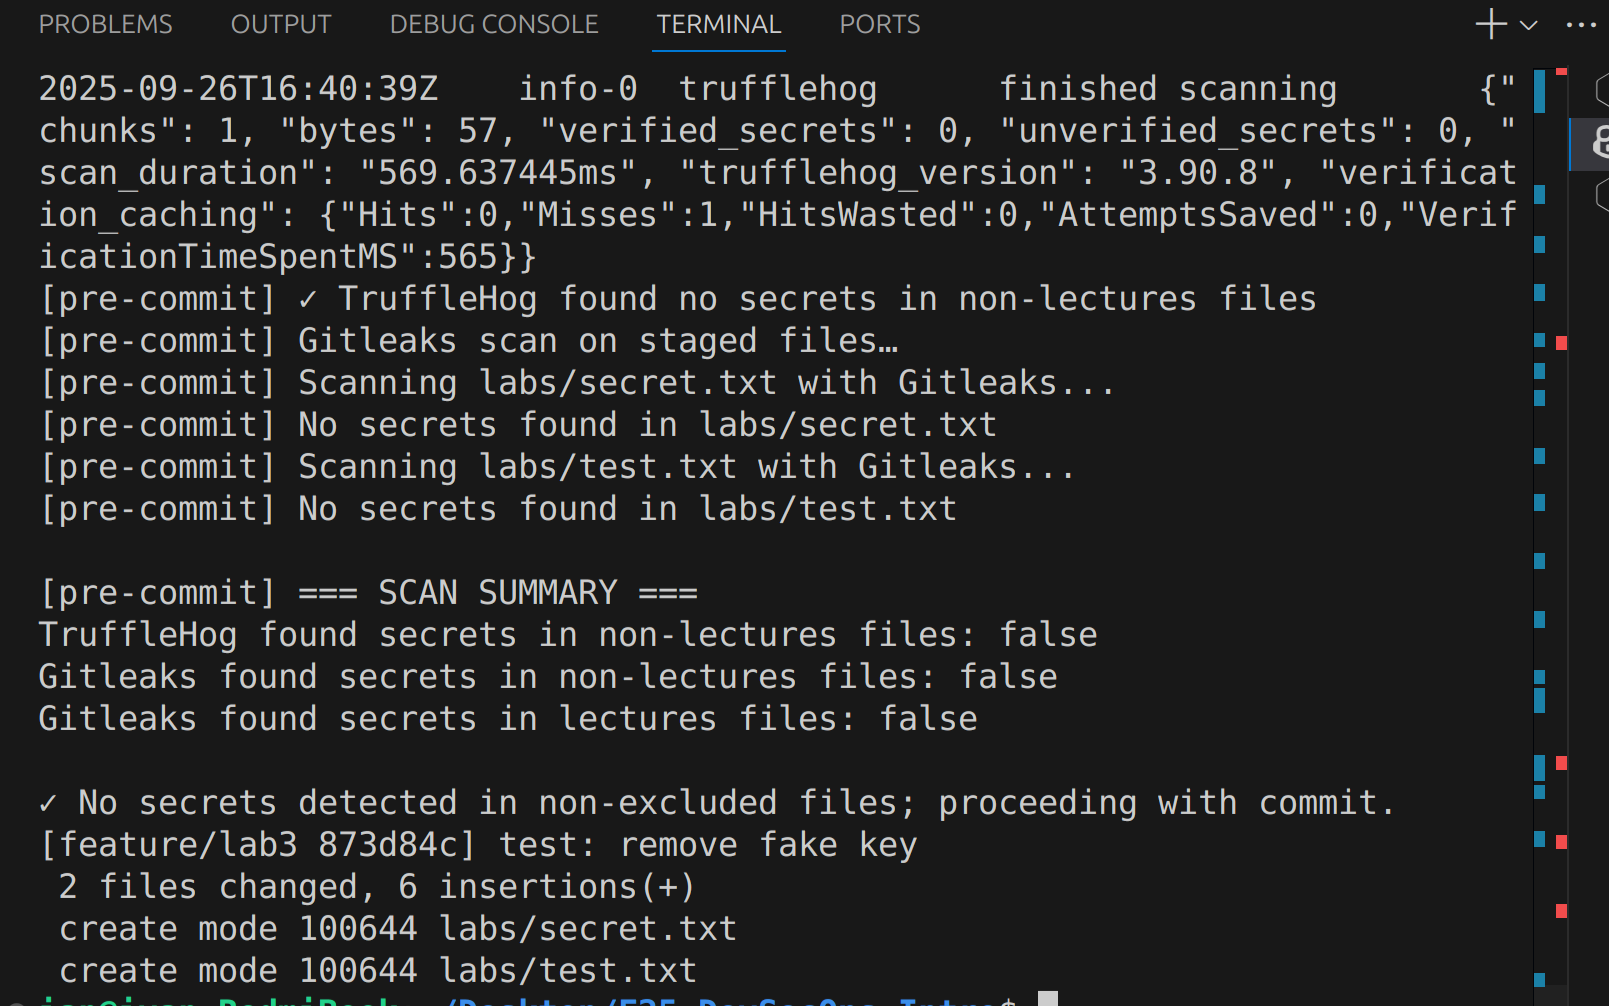 PROBLEMS OUTPUT DEBUG CONSOLE TERMINAL PORTS
2025-09-26T16:40:39Z    info-0  trufflehog      finished scanning       {"
chunks": 1, "bytes": 57, "verified_secrets": 0, "unverified_secrets": 0, "
scan_duration": "569.637445ms", "trufflehog_version": "3.90.8", "verificat
ion_caching": {"Hits":0,"Misses":1,"HitsWasted":0,"AttemptsSaved":0,"Verif
icationTimeSpentMS":565}}
[pre-commit] ✓ TruffleHog found no secrets in non-lectures files
[pre-commit] Gitleaks scan on staged files…
[pre-commit] Scanning labs/secret.txt with Gitleaks...
[pre-commit] No secrets found in labs/secret.txt
[pre-commit] Scanning labs/test.txt with Gitleaks...
[pre-commit] No secrets found in labs/test.txt
[pre-commit] === SCAN SUMMARY ===
TruffleHog found secrets in non-lectures files: false
Gitleaks found secrets in non-lectures files: false
Gitleaks found secrets in lectures files: false
✓ No secrets detected in non-excluded files; proceeding with commit.
[feature/lab3 873d84c] test: remove fake key
 2 files changed, 6 insertions(+)
 create mode 100644 labs/secret.txt
 create mode 100644 labs/test.txt